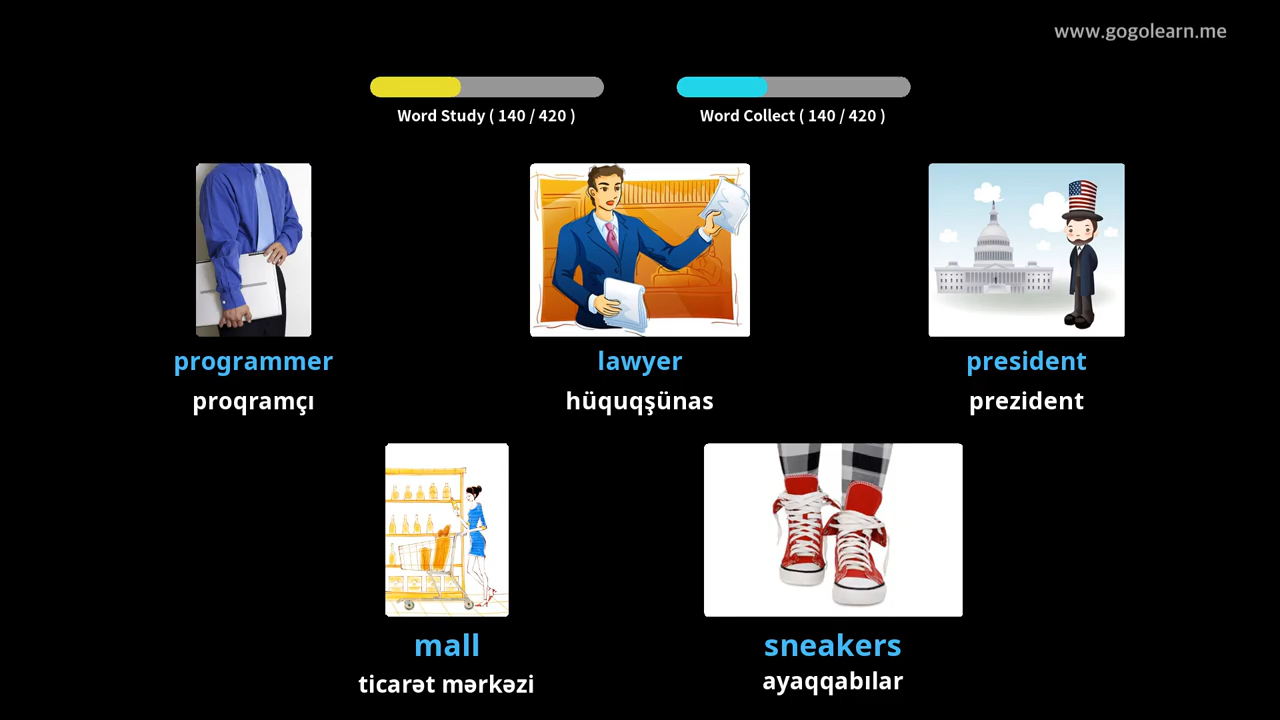 www.gogolearn.me
Word Study ( 140 / 420 )
Word Collect ( 140 / 420 )
programmer
proqramçı
lawyer
hüquqşünas
president
prezident
mall
ticarət mərkəzi
sneakers
ayaqqabılar